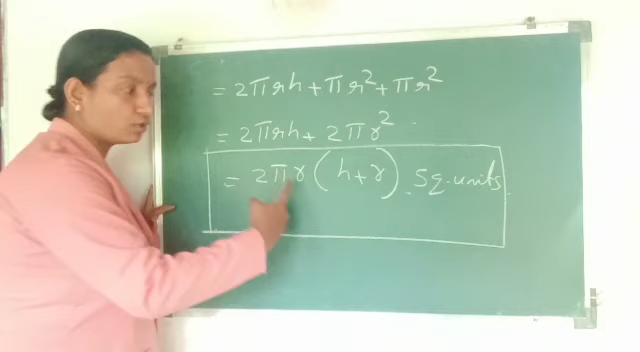 = 2πrh + πr² + πr²
= 2πrh + 2πr²
= 2πr (h+r) . Sq. units.